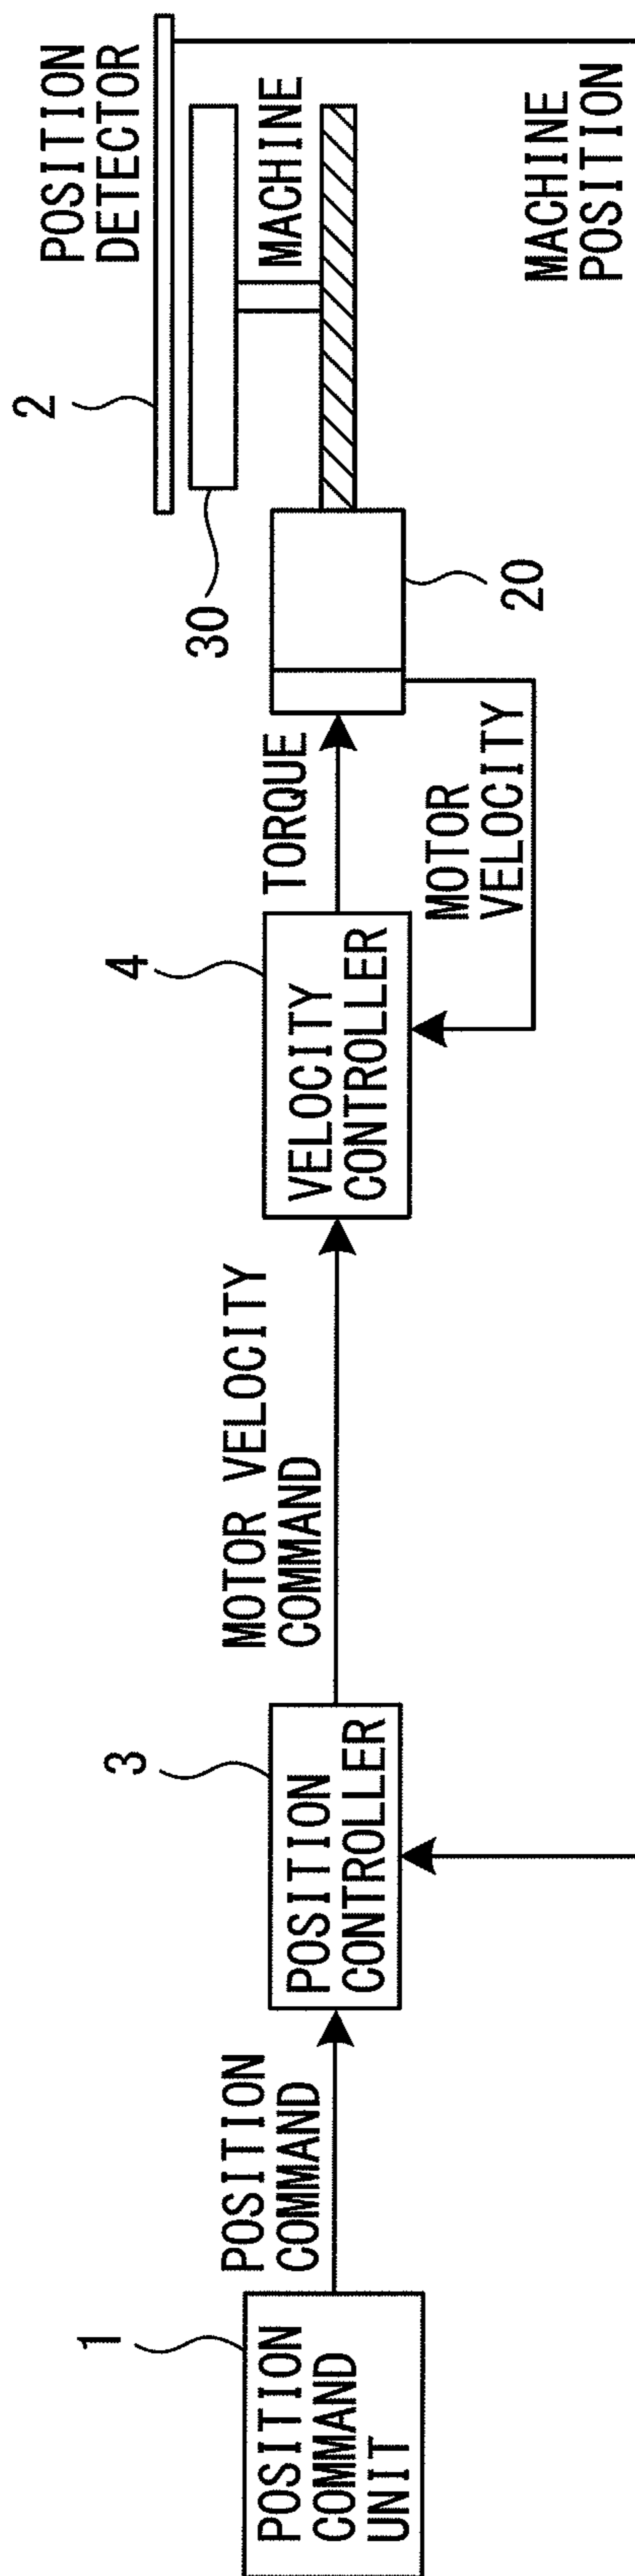 1
POSITION
COMMAND
UNIT
POSITION
COMMAND
3
POSITION
CONTROLLER
MOTOR VELOCITY
COMMAND
4
VELOCITY
CONTROLLER
TORQUE
MOTOR
VELOCITY
20
30
2
POSITION
DETECTOR
MACHINE
MACHINE
POSITION